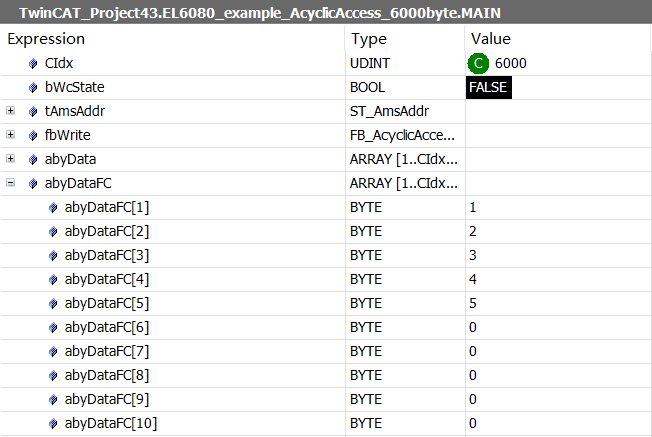 TwinCAT_Project43.EL6080_example_AcyclicAccess_6000byte.MAIN
Expression Type Value
CIdx UDINT C 6000
bWcState BOOL FALSE
tAmsAddr ST_AmsAddr
fbWrite FB_AcyclicAcce...
abyData ARRAY [1..CIdx...
abyDataFC ARRAY [1..CIdx...
abyDataFC[1] BYTE 1
abyDataFC[2] BYTE 2
abyDataFC[3] BYTE 3
abyDataFC[4] BYTE 4
abyDataFC[5] BYTE 5
abyDataFC[6] BYTE 0
abyDataFC[7] BYTE 0
abyDataFC[8] BYTE 0
abyDataFC[9] BYTE 0
abyDataFC[10] BYTE 0